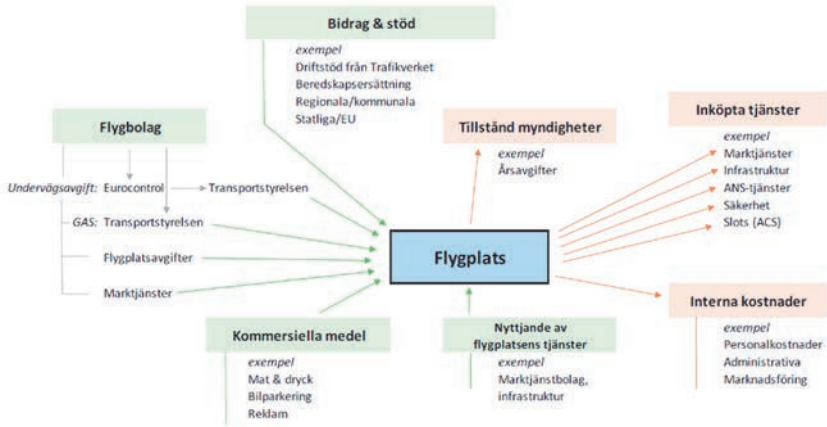 Bidrag & stöd
exempel
Driftstöd från Trafikverket
Beredskapsersättning
Regionala/kommunala
Statliga/EU
Flygbolag
Undervägsavgift: Eurocontrol
Transportstyrelsen
GAS: Transportstyrelsen
Flygplatsavgifter
Marktjänster
Tillstånd myndigheter
exempel
Årsavgifter
Inköpta tjänster
exempel
Marktjänster
Infrastruktur
ANS-tjänster
Säkerhet
Slots (ACS)
Flygplats
Kommersiella medel
exempel
Mat & dryck
Bilparkering
Reklam
Nyttjande av
flygplatsens tjänster
exempel
Marktjänstbolag,
infrastruktur
Interna kostnader
exempel
Personalkostnader
Administrativa
Marknadsföring